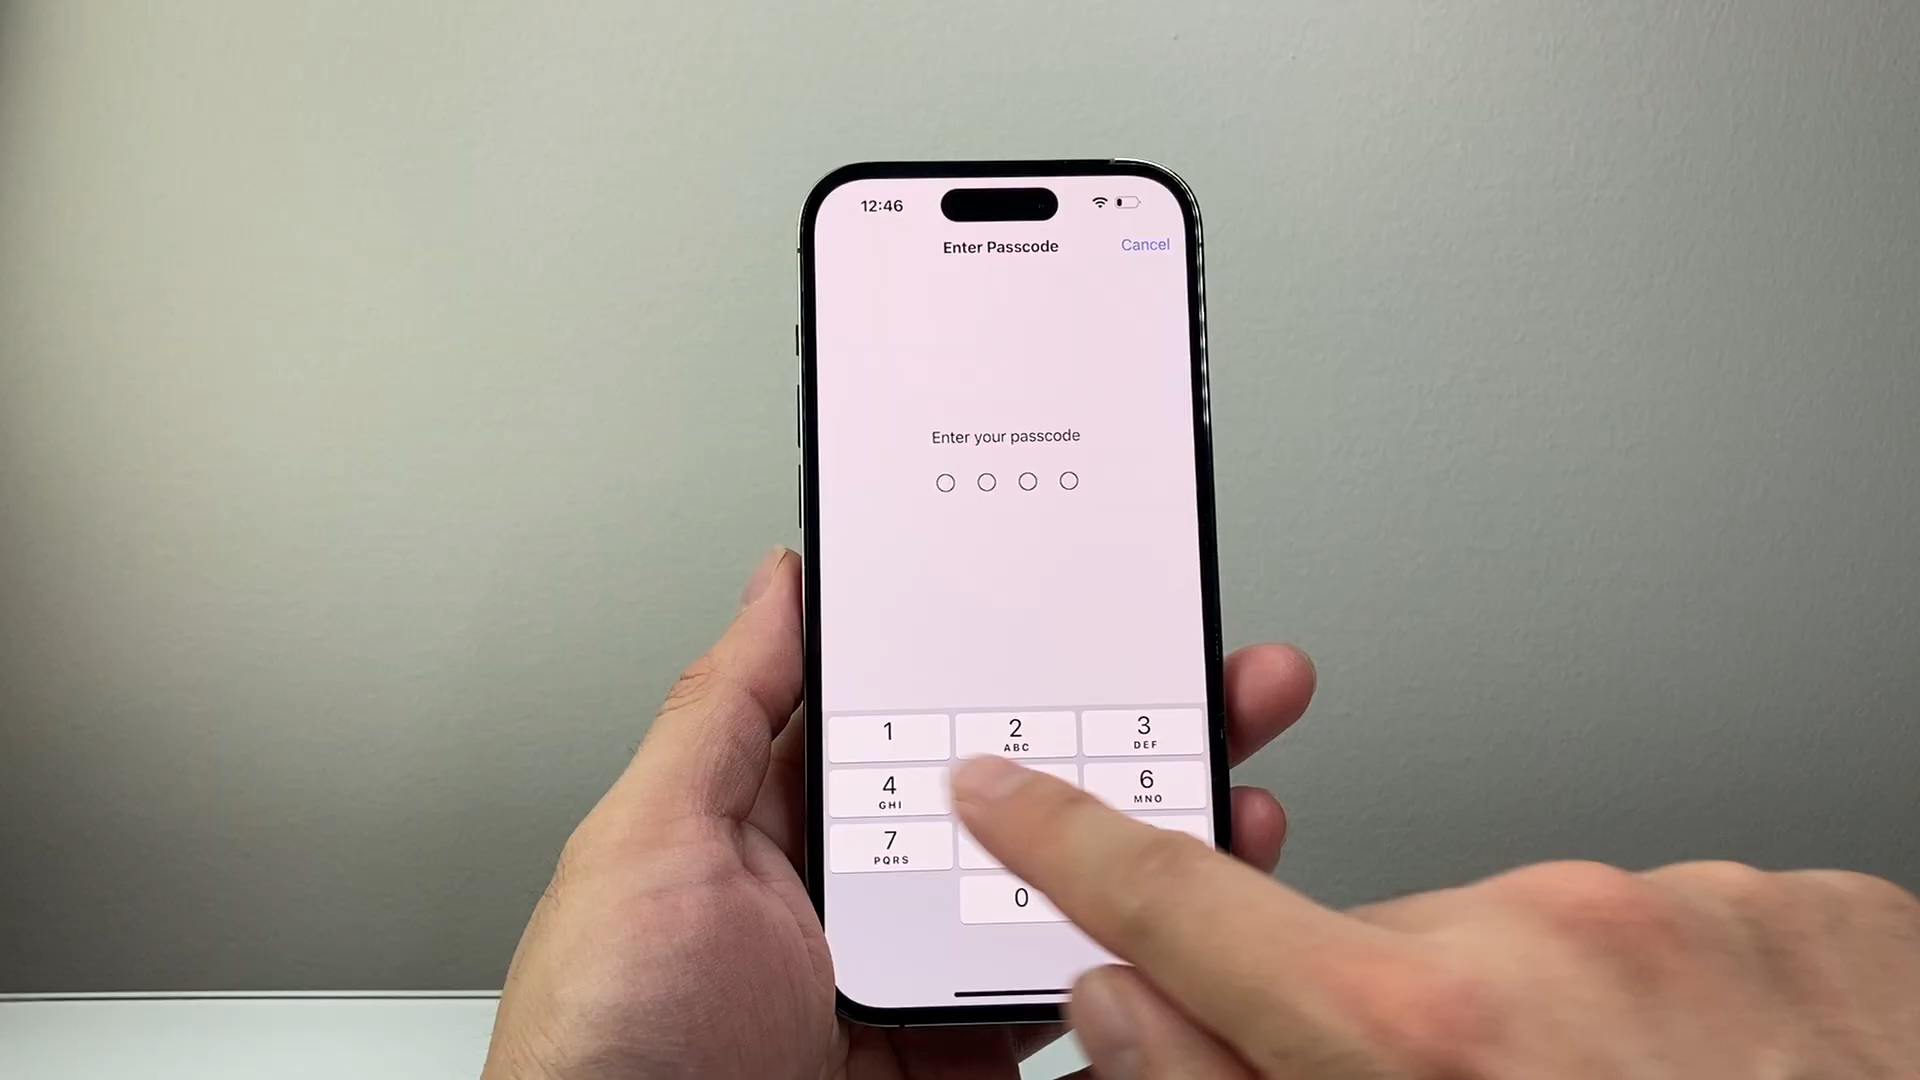 12:46
Enter Passcode
Cancel
Enter your passcode
1
2
ABC
3
DEF
4
GHI
6
MNO
7
PQRS
0